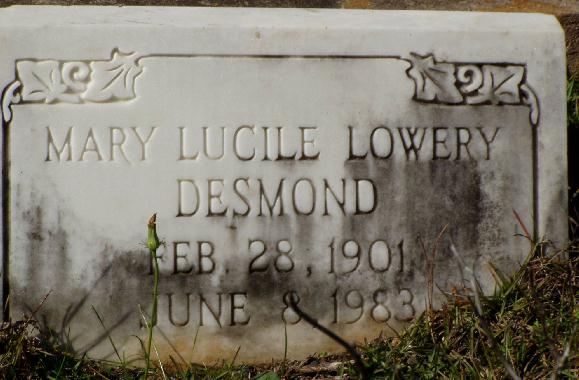 MARY LUCILE LOWERY
DESMOND
FEB. 28, 1901
JUNE 8, 1983